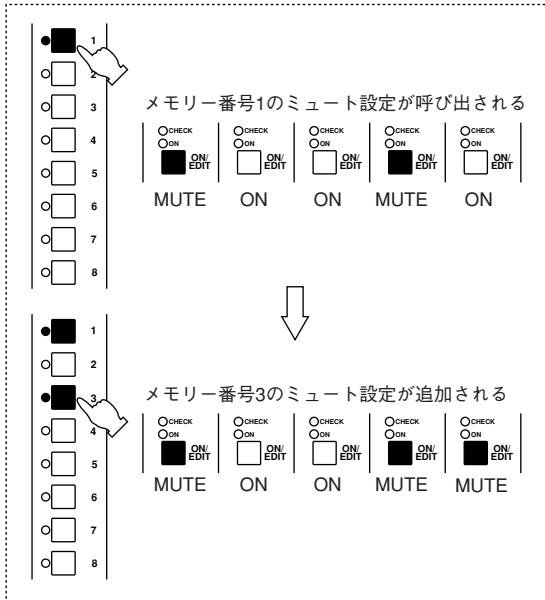 1
2
3
4
5
6
7
8
メモリー番号1のミュート設定が呼び出される
CHECK CHECK CHECK CHECK CHECK
ON ON ON ON ON
ON/ ON/ ON/ ON/ ON/
EDIT EDIT EDIT EDIT EDIT
MUTE ON ON MUTE ON
1
2
3
4
5
6
7
8
メモリー番号3のミュート設定が追加される
CHECK CHECK CHECK CHECK CHECK
ON ON ON ON ON
ON/ ON/ ON/ ON/ ON/
EDIT EDIT EDIT EDIT EDIT
MUTE ON ON MUTE MUTE